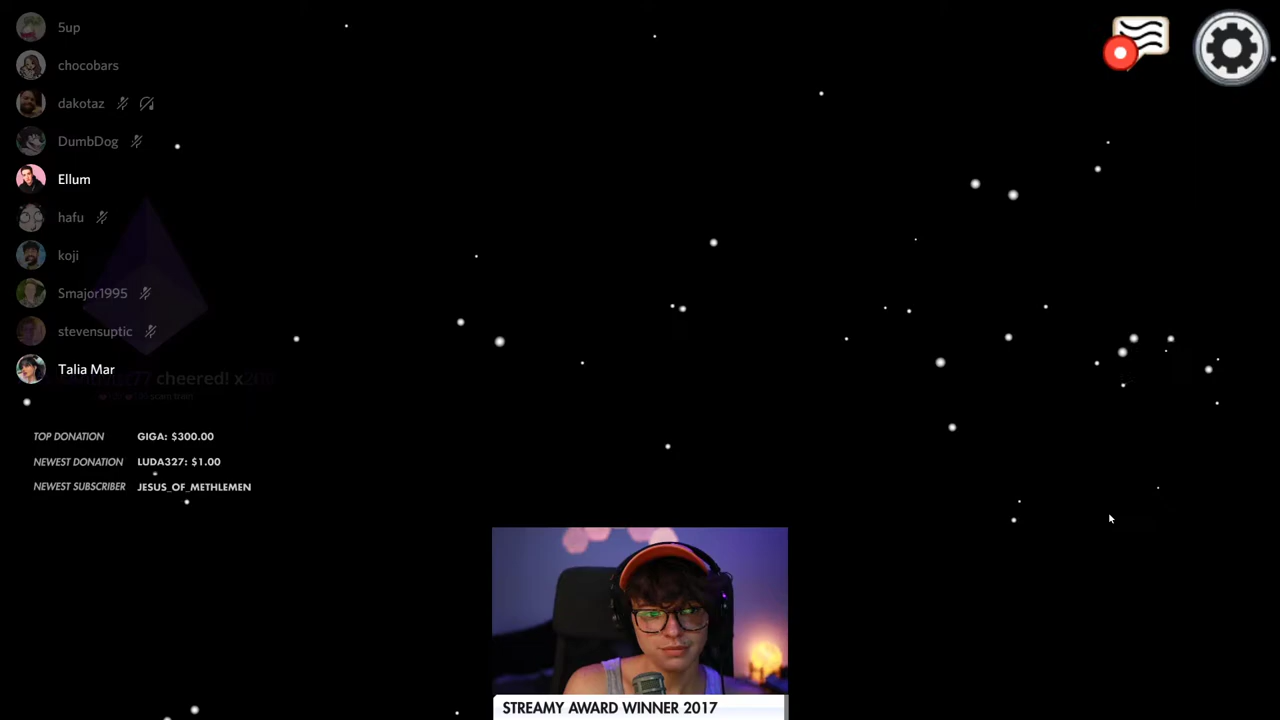 5up
chocobars
dakotaz
DumbDog
Ellum
hafu
koji
Smajor1995
stevensuptic
Talia Mar
cheered!
TOP DONATION GIGA: $300.00
NEWEST DONATION LUDA327: $1.00
NEWEST SUBSCRIBER JESUS_OF_METHLEMEN
STREAMY AWARD WINNER 2017